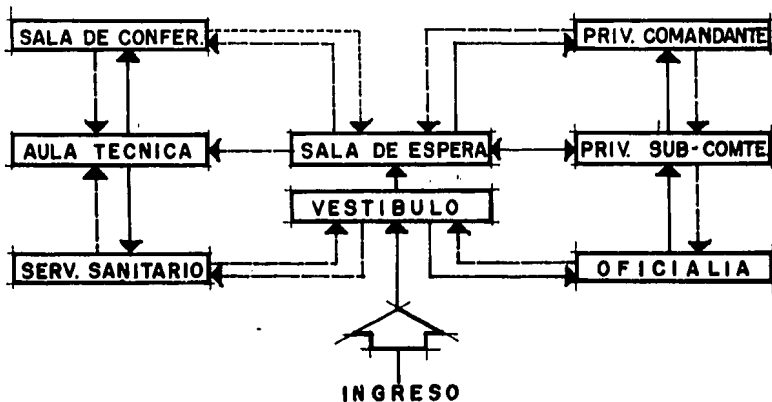 SALA DE CONFER.
PRIV. COMANDANTE
AULA TECNICA
SALA DE ESPERA
PRIV. SUB-COMTE.
VESTIBULO
SERV. SANITARIO
OFICIALIA
INGRESO